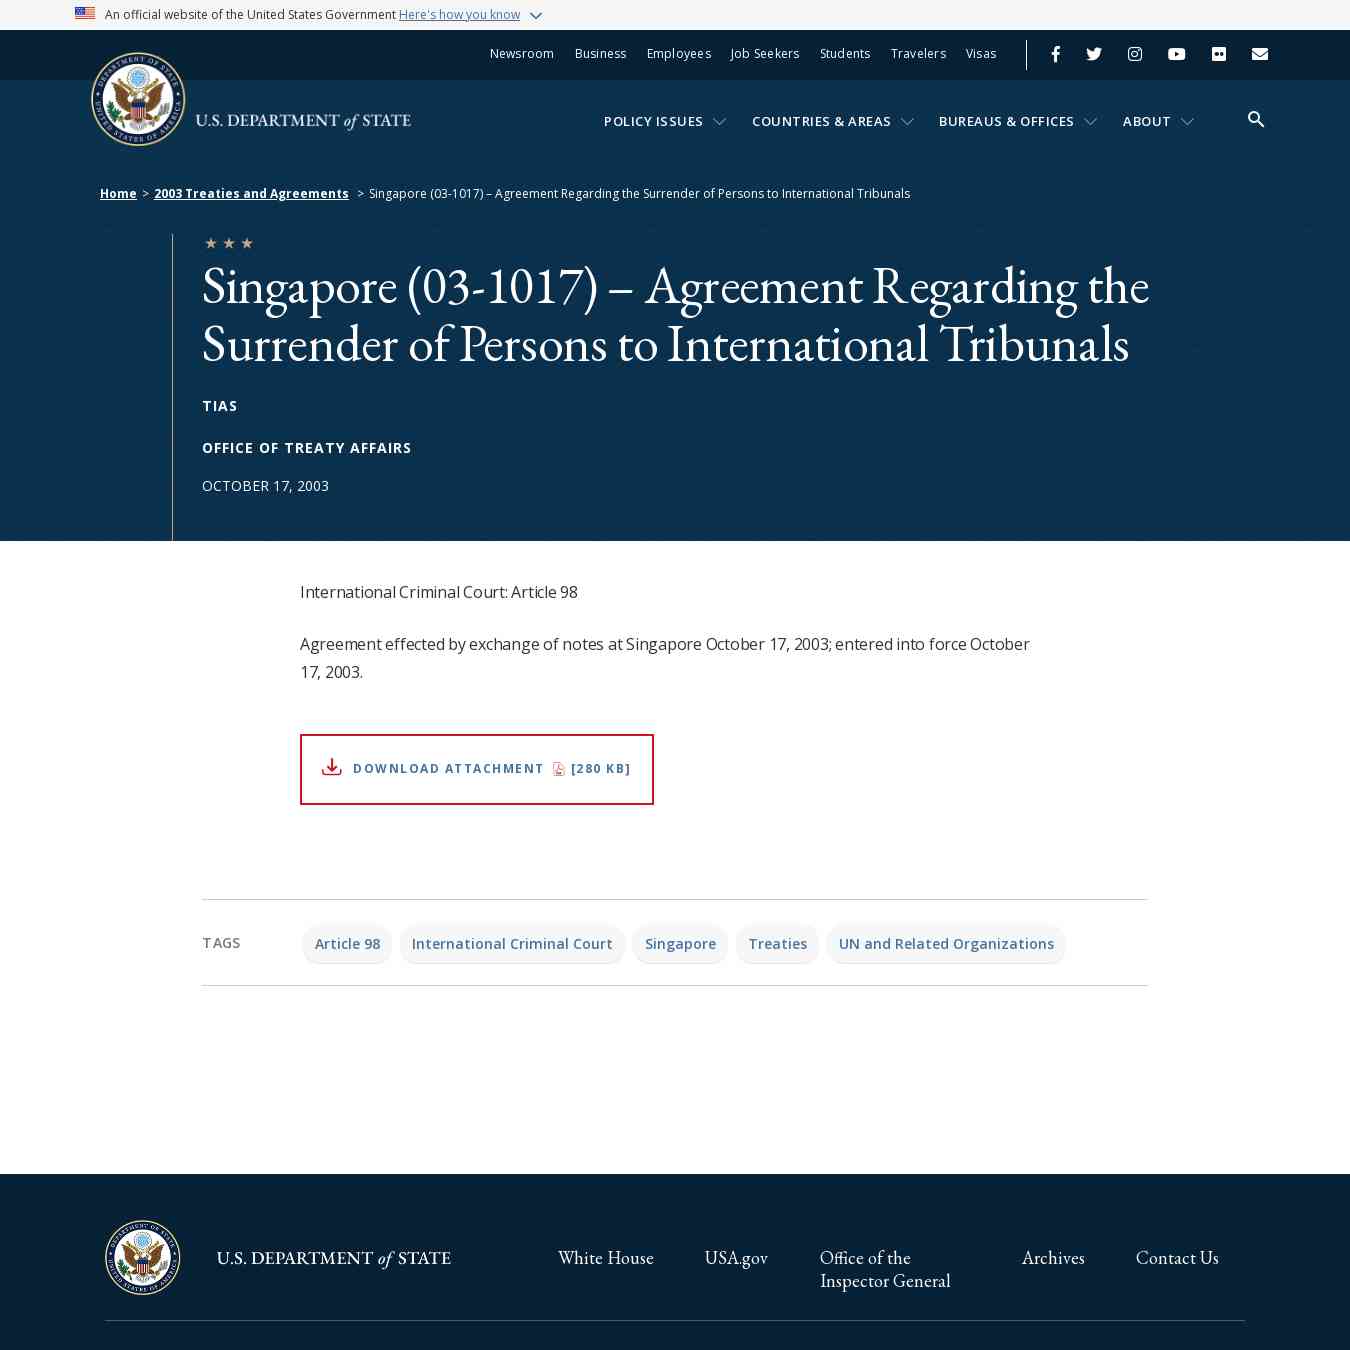 An official website of the United States Government Here's how you know
Newsroom Business Employees Job Seekers Students Travelers Visas
U.S. DEPARTMENT of STATE
POLICY ISSUES COUNTRIES & AREAS BUREAUS & OFFICES ABOUT
Home > 2003 Treaties and Agreements > Singapore (03-1017) – Agreement Regarding the Surrender of Persons to International Tribunals
Singapore (03-1017) – Agreement Regarding the
Surrender of Persons to International Tribunals
TIAS
OFFICE OF TREATY AFFAIRS
OCTOBER 17, 2003
International Criminal Court: Article 98
Agreement effected by exchange of notes at Singapore October 17, 2003; entered into force October
17, 2003.
DOWNLOAD ATTACHMENT [280 KB]
TAGS Article 98 International Criminal Court Singapore Treaties UN and Related Organizations
U.S. DEPARTMENT of STATE
White House USA.gov Office of the Archives Contact Us
Inspector General